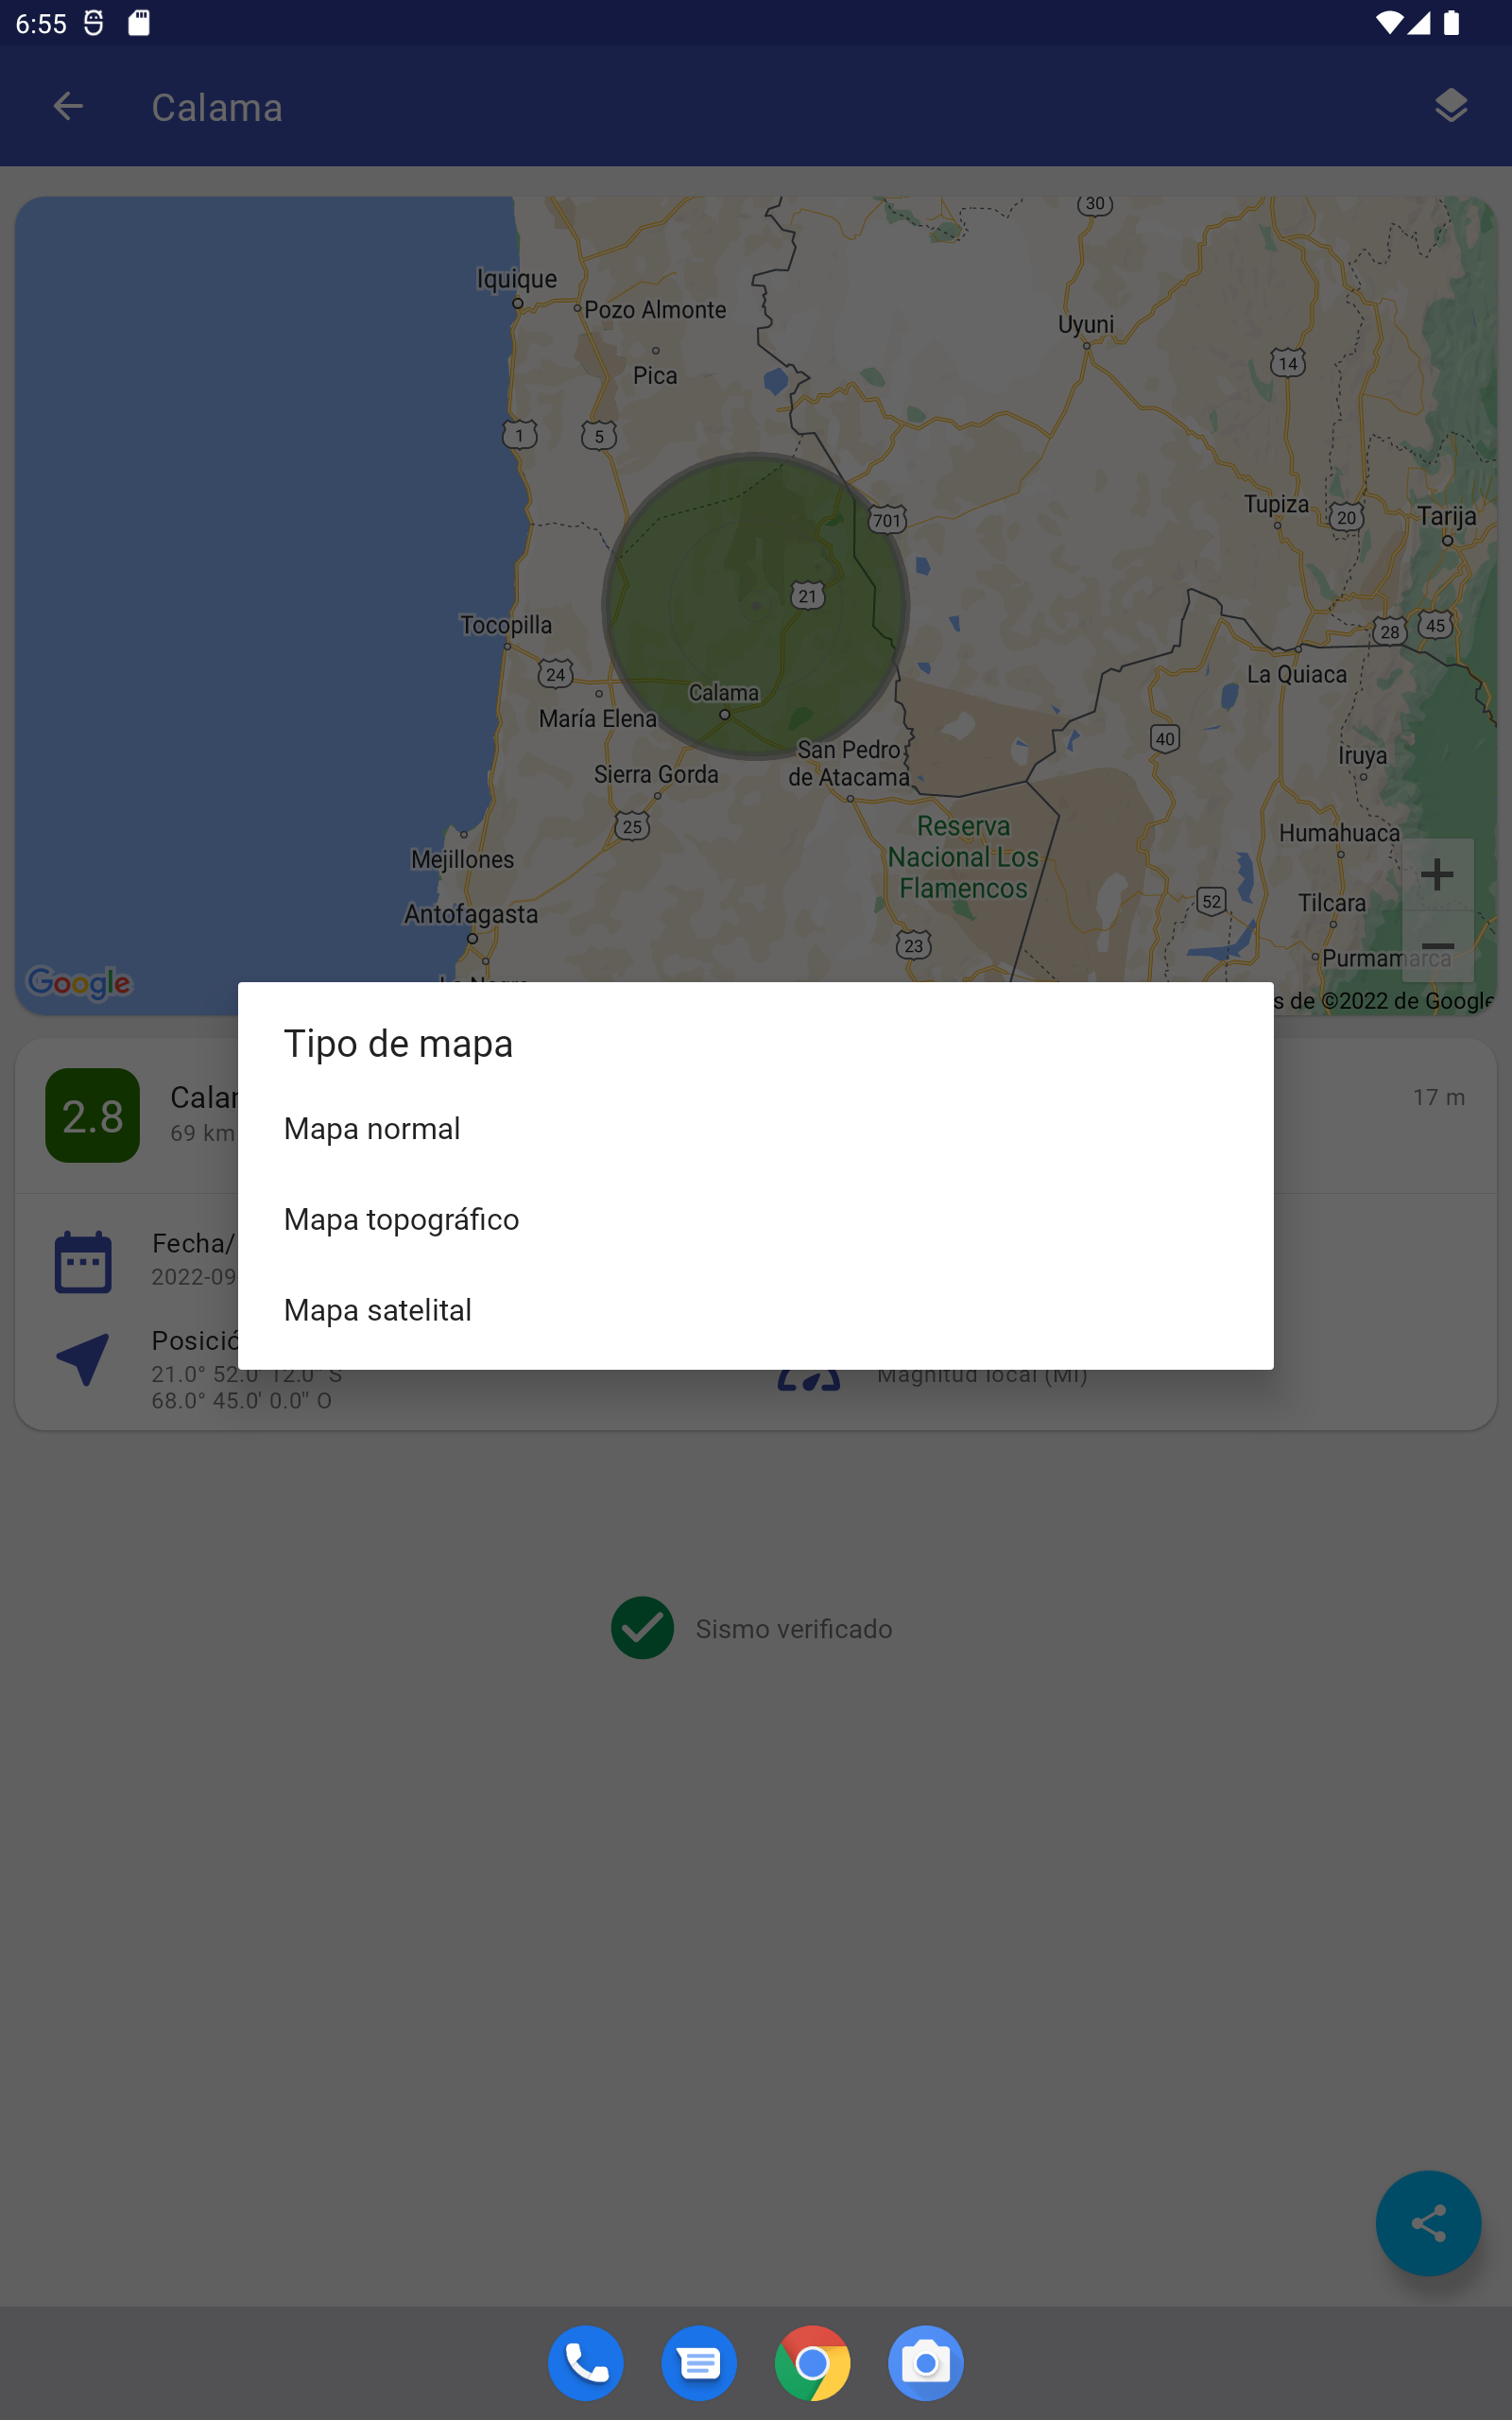 6:55
Calama
30
Iquique
Pozo Almonte
Uyuni
14
Pica
1
5
701
Tupiza
20
Tarija
21
Tocopilla
28
45
24
La Quiaca
Calama
María Elena
40
San Pedro
de Atacama
Iruya
Sierra Gorda
25
Reserva
Nacional Los
Flamencos
Humahuaca
Mejillones
52
Tilcara
Antofagasta
23
Purmamarca
Google
s de ©2022 de Google
Tipo de mapa
2.8
17 m
69 km
Mapa normal
Mapa topográfico
Fecha/
2022-09
Mapa satelital
Posició
21.0° 52.0' 12.0" S
68.0° 45.0' 0.0" O
Magnitud local (Ml)
Sismo verificado